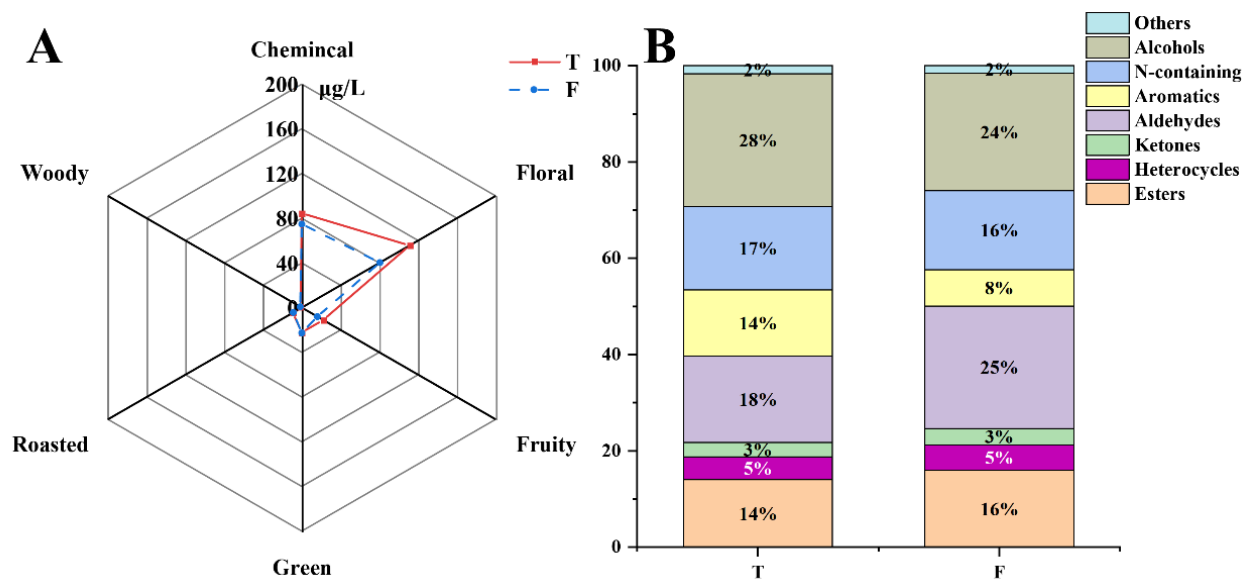 A
Chemincal
T
F
200
μg/L
160
120
80
40
0
Woody
Floral
Roasted
Fruity
Green
B
Others
Alcohols
N-containing
Aromatics
Aldehydes
Ketones
Heterocycles
Esters
100
80
60
40
20
0
2%
28%
17%
14%
18%
3%
5%
14%
T
2%
24%
16%
8%
25%
3%
5%
16%
F